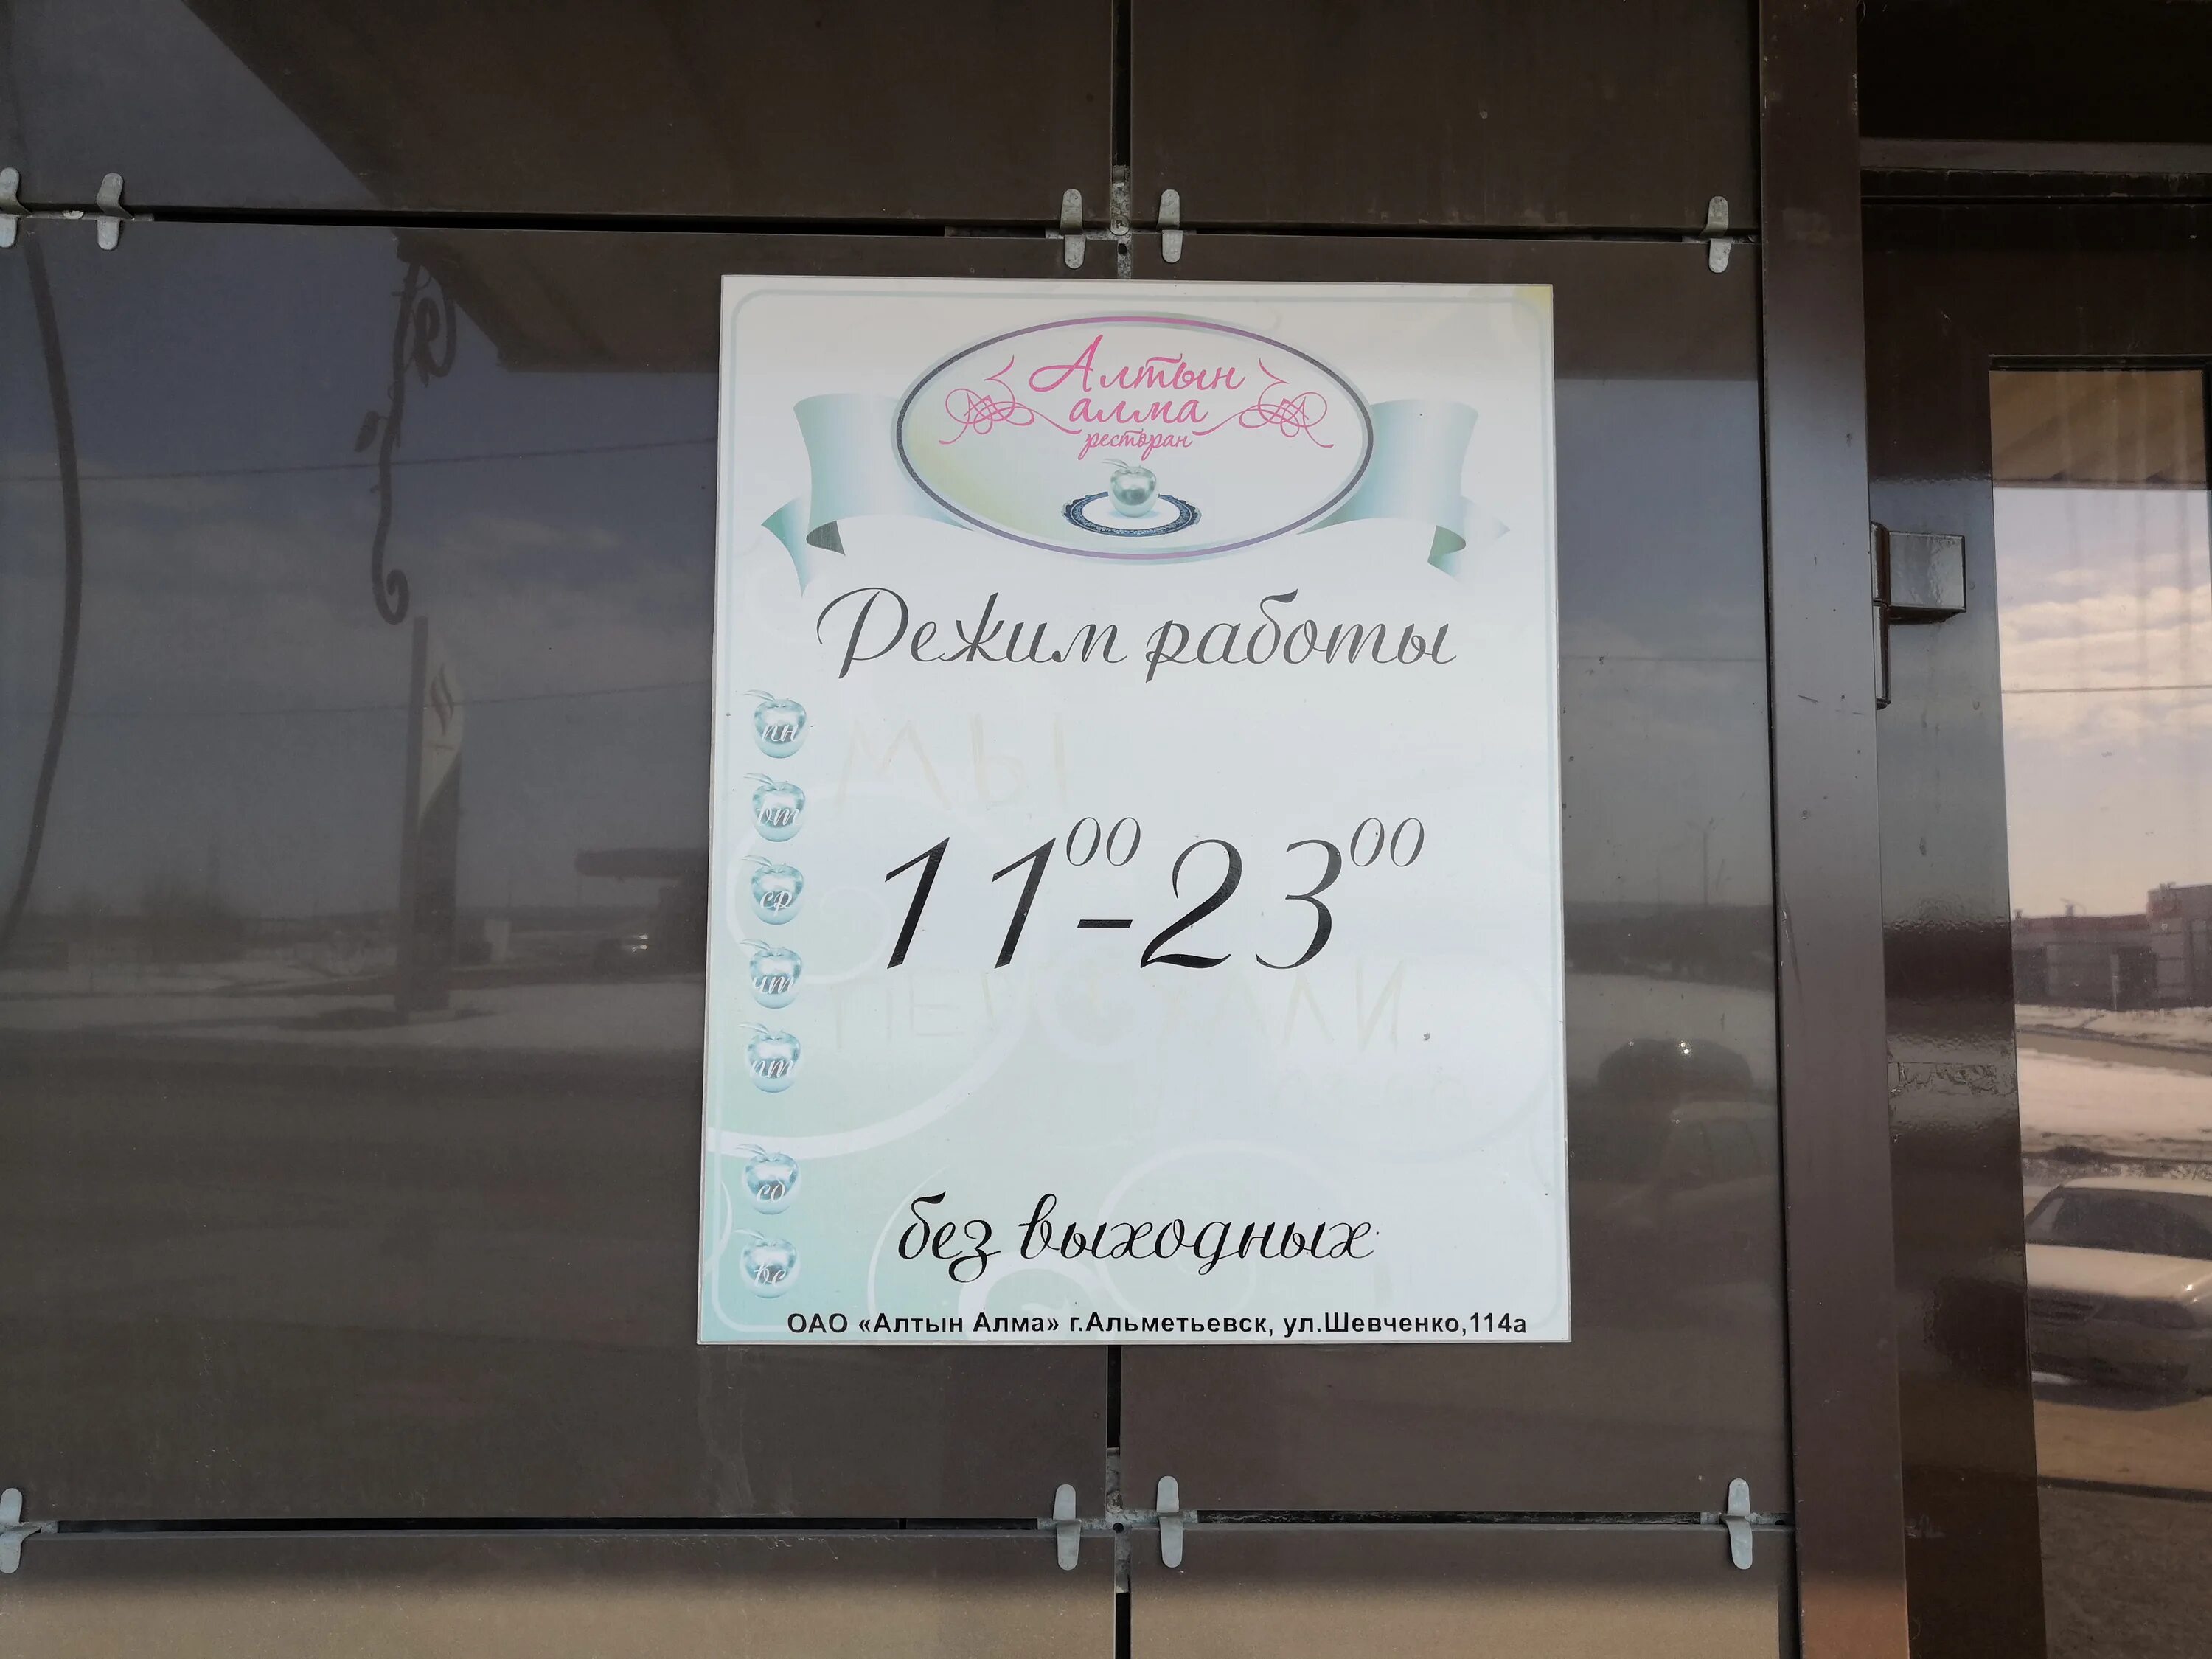 Алтын
алма
ресторан
Режим работы
пн
МЫ
вт
11⁰⁰-23⁰⁰
ср
чт
пт
сб
без выходных
вс
ОАО «Алтын Алма» г.Альметьевск, ул.Шевченко,114а